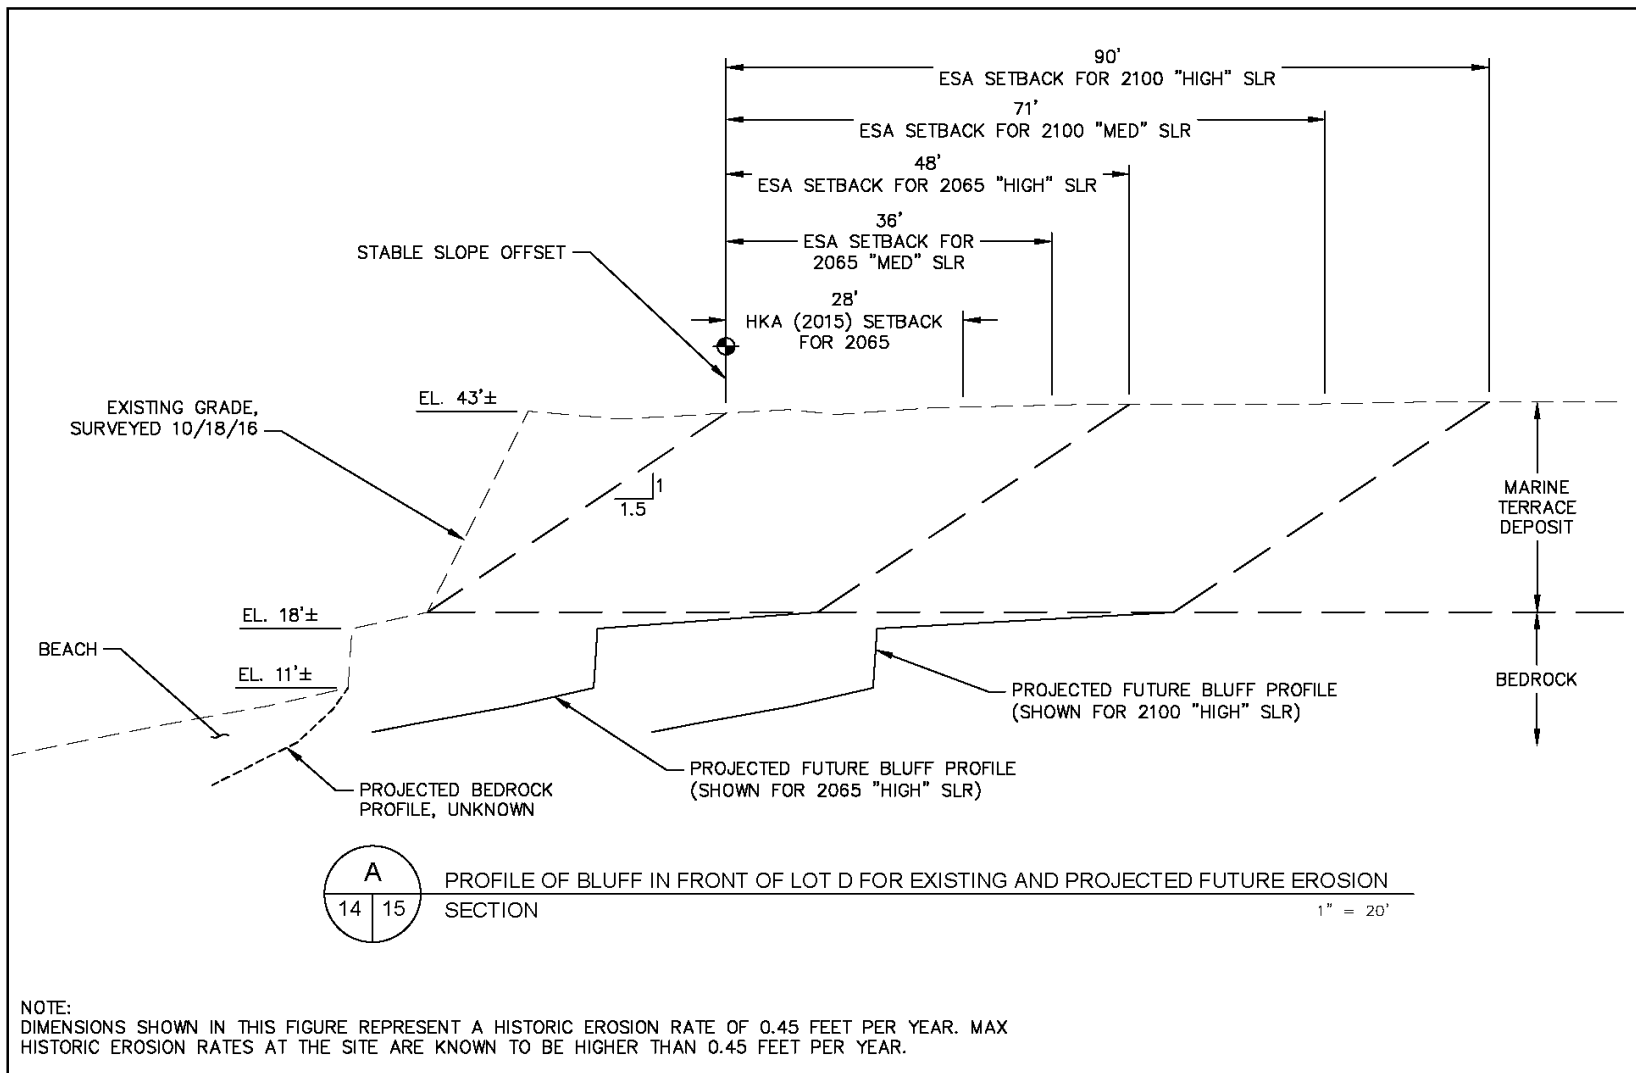 90'
ESA SETBACK FOR 2100 "HIGH" SLR
71'
ESA SETBACK FOR 2100 "MED" SLR
48'
ESA SETBACK FOR 2065 "HIGH" SLR
36'
ESA SETBACK FOR
2065 "MED" SLR
STABLE SLOPE OFFSET
28'
HKA (2015) SETBACK
FOR 2065
EL. 43'±
EXISTING GRADE,
SURVEYED 10/18/16
1
1.5
MARINE
TERRACE
DEPOSIT
EL. 18'±
BEACH
EL. 11'±
BEDROCK
PROJECTED FUTURE BLUFF PROFILE
(SHOWN FOR 2100 "HIGH" SLR)
PROJECTED FUTURE BLUFF PROFILE
(SHOWN FOR 2065 "HIGH" SLR)
PROJECTED BEDROCK
PROFILE, UNKNOWN
A
14 15
PROFILE OF BLUFF IN FRONT OF LOT D FOR EXISTING AND PROJECTED FUTURE EROSION
SECTION
1" = 20'
NOTE:
DIMENSIONS SHOWN IN THIS FIGURE REPRESENT A HISTORIC EROSION RATE OF 0.45 FEET PER YEAR. MAX
HISTORIC EROSION RATES AT THE SITE ARE KNOWN TO BE HIGHER THAN 0.45 FEET PER YEAR.